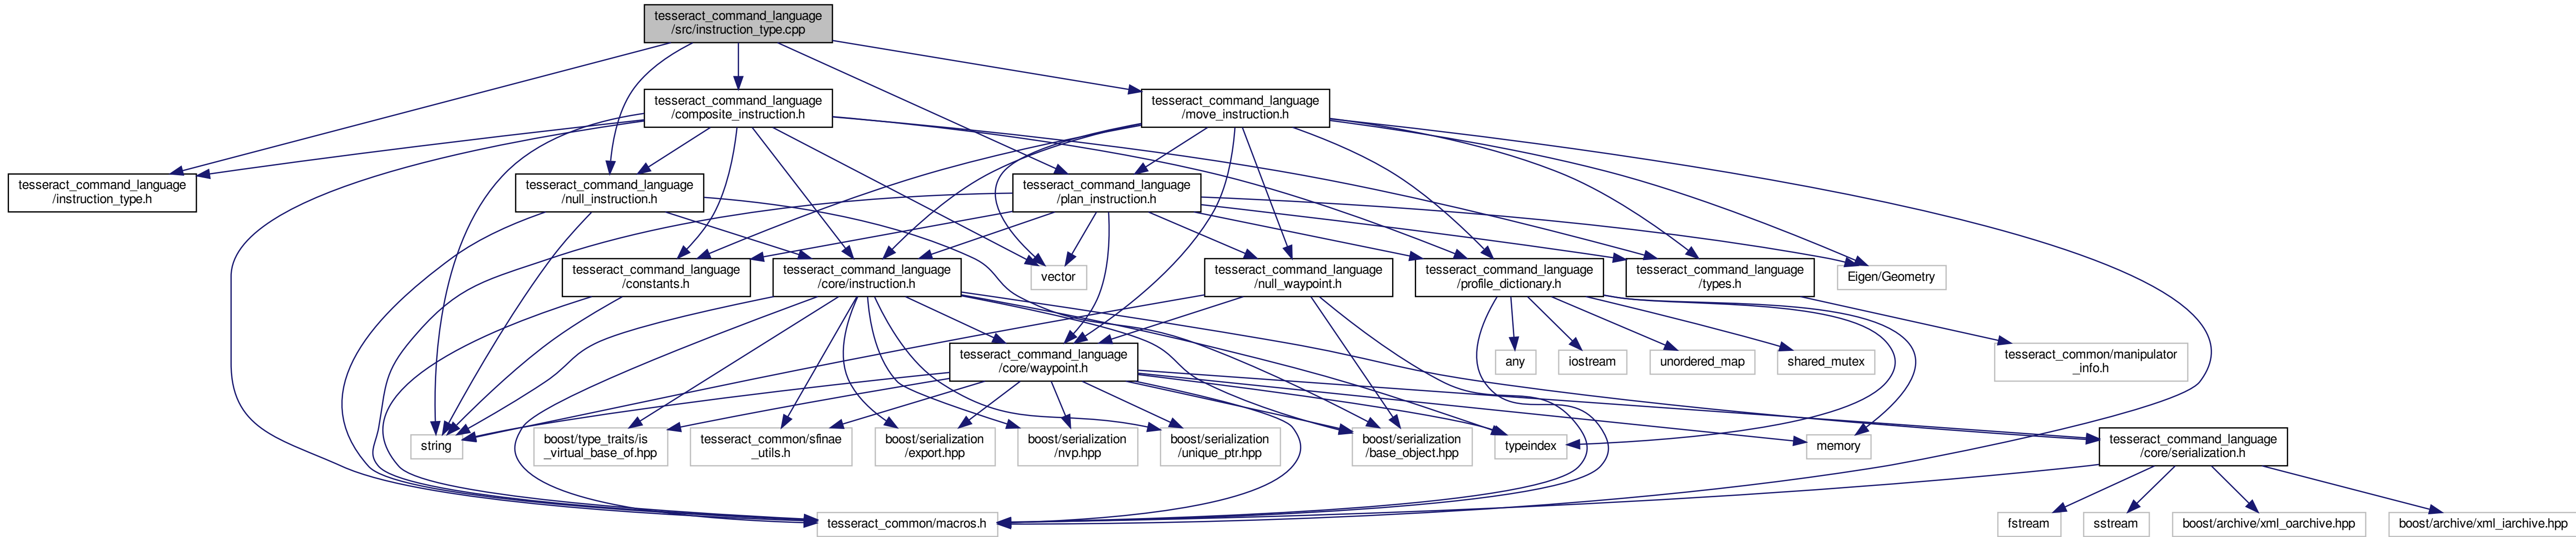 tesseract_command_language
/src/instruction_type.cpp
tesseract_command_language
/composite_instruction.h
tesseract_command_language
/move_instruction.h
tesseract_command_language
/instruction_type.h
tesseract_command_language
/null_instruction.h
tesseract_command_language
/plan_instruction.h
tesseract_command_language
/constants.h
tesseract_command_language
/core/instruction.h
vector
tesseract_command_language
/null_waypoint.h
tesseract_command_language
/profile_dictionary.h
tesseract_command_language
/types.h
Eigen/Geometry
tesseract_command_language
/core/waypoint.h
any
iostream
unordered_map
shared_mutex
tesseract_common/manipulator
_info.h
string
boost/type_traits/is
_virtual_base_of.hpp
tesseract_common/sfinae
_utils.h
boost/serialization
/export.hpp
boost/serialization
/nvp.hpp
boost/serialization
/unique_ptr.hpp
boost/serialization
/base_object.hpp
typeindex
memory
tesseract_command_language
/core/serialization.h
tesseract_common/macros.h
fstream
sstream
boost/archive/xml_oarchive.hpp
boost/archive/xml_iarchive.hpp